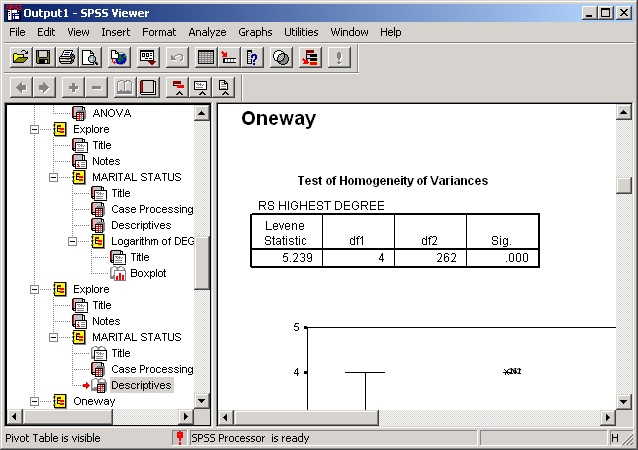 Output1 - SPSS Viewer
File Edit View Insert Format Analyze Graphs Utilities Window Help
ANOVA
Explore
Title
Notes
MARITAL STATUS
Title
Case Processing
Descriptives
Logarithm of DEG
Title
Boxplot
Explore
Title
Notes
MARITAL STATUS
Title
Case Processing
Descriptives
Oneway
Oneway
Test of Homogeneity of Variances
RS HIGHEST DEGREE
Levene
Statistic df1 df2 Sig.
5.239 4 262 .000
5
4
Pivot Table is visible
SPSS Processor is ready
H